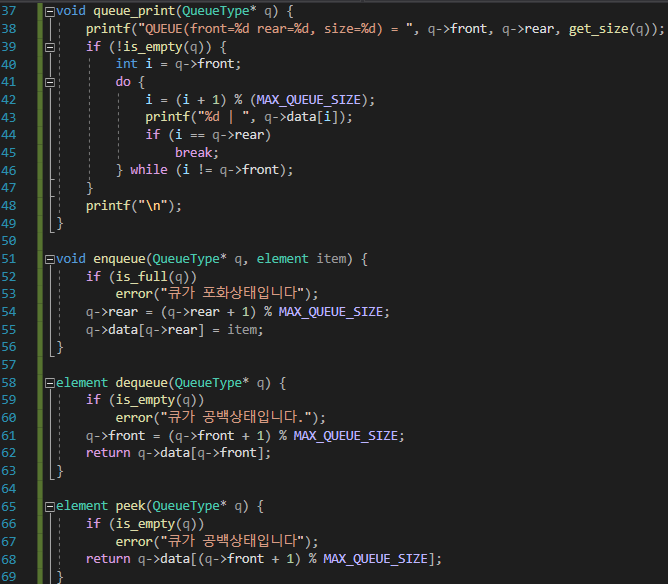 37 void queue_print(QueueType* q) {
38 printf("QUEUE(front=%d rear=%d, size=%d) = ", q->front, q->rear, get_size(q));
39 if (!is_empty(q)) {
40 int i = q->front;
41 do {
42 i = (i + 1) % (MAX_QUEUE_SIZE);
43 printf("%d | ", q->data[i]);
44 if (i == q->rear)
45 break;
46 } while (i != q->front);
47 }
48 printf("\n");
49 }
50
51 void enqueue(QueueType* q, element item) {
52 if (is_full(q))
53 error("큐가 포화상태입니다");
54 q->rear = (q->rear + 1) % MAX_QUEUE_SIZE;
55 q->data[q->rear] = item;
56 }
57
58 element dequeue(QueueType* q) {
59 if (is_empty(q))
60 error("큐가 공백상태입니다.");
61 q->front = (q->front + 1) % MAX_QUEUE_SIZE;
62 return q->data[q->front];
63 }
64
65 element peek(QueueType* q) {
66 if (is_empty(q))
67 error("큐가 공백상태입니다");
68 return q->data[(q->front + 1) % MAX_QUEUE_SIZE];
69 }